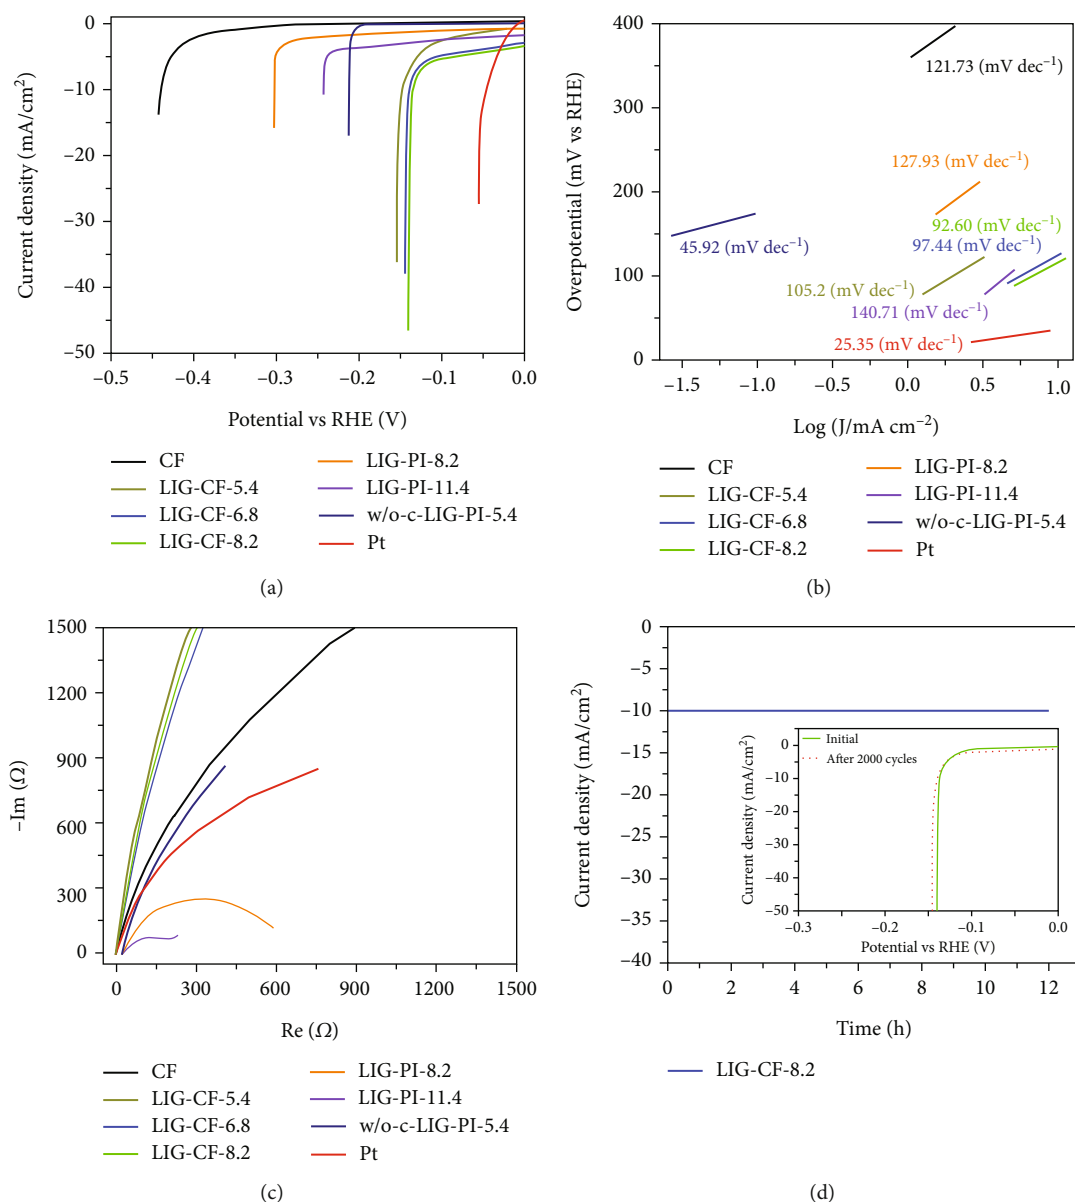 0
−10
−20
−30
−40
−50
−0.5
−0.4
−0.3
−0.2
−0.1
0.0
Current density (mA/cm²)
Potential vs RHE (V)
CF
LIG-CF-5.4
LIG-CF-6.8
LIG-CF-8.2
LIG-PI-8.2
LIG-PI-11.4
w/o-c-LIG-PI-5.4
Pt
(a)
400
300
200
100
0
121.73 (mV dec⁻¹)
127.93 (mV dec⁻¹)
92.60 (mV dec⁻¹)
97.44 (mV dec⁻¹)
45.92 (mV dec⁻¹)
105.2 (mV dec⁻¹)
140.71 (mV dec⁻¹)
25.35 (mV dec⁻¹)
−1.5
−1.0
−0.5
0.0
0.5
1.0
Overpotential (mV vs RHE)
Log (J/mA cm⁻²)
CF
LIG-CF-5.4
LIG-CF-6.8
LIG-CF-8.2
LIG-PI-8.2
LIG-PI-11.4
w/o-c-LIG-PI-5.4
Pt
(b)
1500
1200
900
600
300
0
0
300
600
900
1200
1500
−Im (Ω)
Re (Ω)
CF
LIG-CF-5.4
LIG-CF-6.8
LIG-CF-8.2
LIG-PI-8.2
LIG-PI-11.4
w/o-c-LIG-PI-5.4
Pt
(c)
0
−5
−10
−15
−20
−25
−30
−35
−40
0
2
4
6
8
10
12
Current density (mA/cm²)
Time (h)
Initial
After 2000 cycles
0
−10
−20
−30
−40
−50
−0.3
−0.2
−0.1
0.0
Current density (mA/cm²)
Potential vs RHE (V)
LIG-CF-8.2
(d)